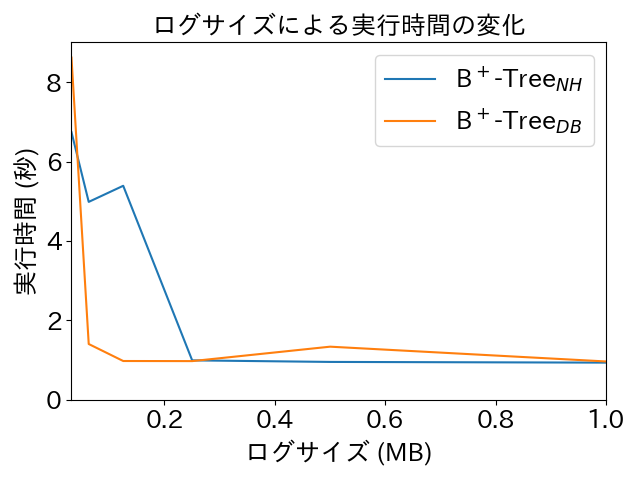 ログサイズによる実行時間の変化
B⁺-Tree_NH
B⁺-Tree_DB
実行時間 (秒)
8
6
4
2
0
0.2 0.4 0.6 0.8 1.0
ログサイズ (MB)